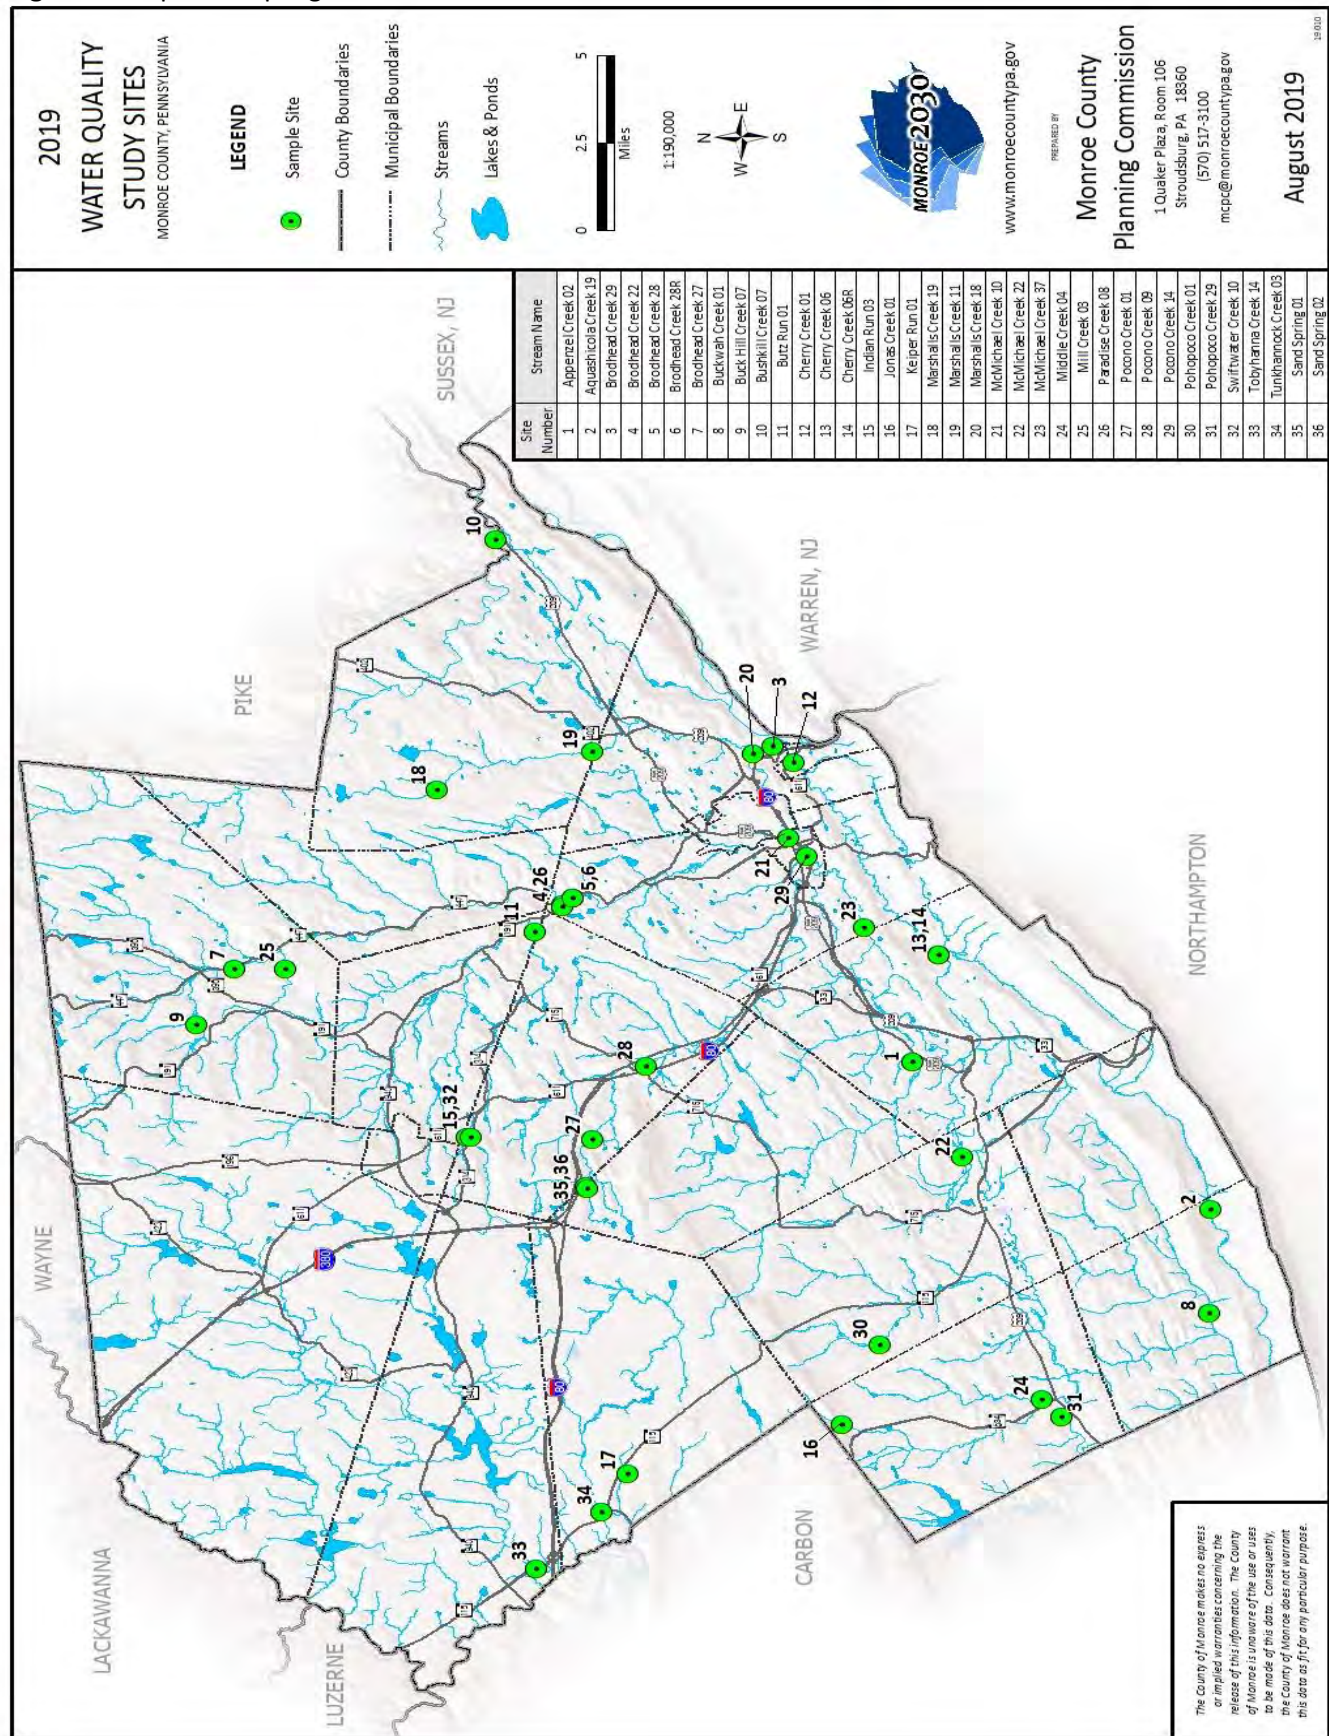 2019
WATER QUALITY
STUDY SITES
MONROE COUNTY, PENNSYLVANIA
LEGEND
Sample Site
County Boundaries
Municipal Boundaries
Streams
Lakes & Ponds
0 2.5 5
Miles
1:190,000
N
W E
S
MONROE2030
www.monroecountypa.gov
PREPARED BY
Monroe County
Planning Commission
1 Quaker Plaza, Room 106
Stroudsburg, PA 18360
(570) 517-3100
mcpc@monroecountypa.gov
August 2019
19-010
LACKAWANNA
WAYNE
PIKE
SUSSEX, NJ
LUZERNE
CARBON
NORTHAMPTON
WARREN, NJ
9
7
25
18
10
15,32
11
4,26
5,6
19
33
34
17
35,36
27
28
20
3
12
21
29
23
13,14
1
22
30
16
24
31
8
2
380
80
80
80
Site Number Stream Name
1 Appenzel Creek 02
2 Aquashicola Creek 19
3 Brodhead Creek 29
4 Brodhead Creek 22
5 Brodhead Creek 28
6 Brodhead Creek 28R
7 Brodhead Creek 27
8 Buckwah Creek 01
9 Buck Hill Creek 07
10 Bushkill Creek 07
11 Butz Run 01
12 Cherry Creek 01
13 Cherry Creek 06
14 Cherry Creek 06R
15 Indian Run 03
16 Jonas Creek 01
17 Keiper Run 01
18 Marshalls Creek 19
19 Marshalls Creek 11
20 Marshalls Creek 18
21 McMichael Creek 10
22 McMichael Creek 22
23 McMichael Creek 37
24 Middle Creek 04
25 Mill Creek 03
26 Paradise Creek 08
27 Pocono Creek 01
28 Pocono Creek 09
29 Pocono Creek 14
30 Pohopoco Creek 01
31 Pohopoco Creek 29
32 Swiftwater Creek 10
33 Tobyhanna Creek 14
34 Tunkhannock Creek 03
35 Sand Spring 01
36 Sand Spring 02
The County of Monroe makes no express
or implied warranties concerning the
release of this information. The County
of Monroe is unaware of the use or uses
to be made of this data. Consequently,
the County of Monroe does not warrant
this data as fit for any particular purpose.